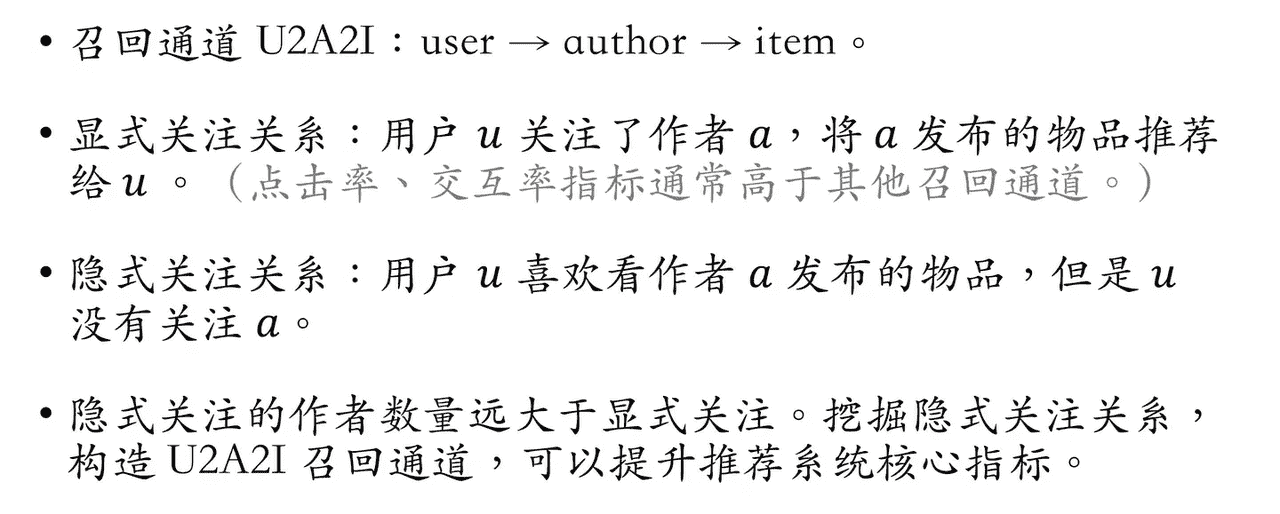 • 召回通道 U2A2I：user → author → item。
• 显式关注关系：用户 u 关注了作者 a，将 a 发布的物品推荐
给 u 。（点击率、交互率指标通常高于其他召回通道。）
• 隐式关注关系：用户 u 喜欢看作者 a 发布的物品，但是 u
没有关注 a。
• 隐式关注的作者数量远大于显式关注。挖掘隐式关注关系，
构造 U2A2I 召回通道，可以提升推荐系统核心指标。